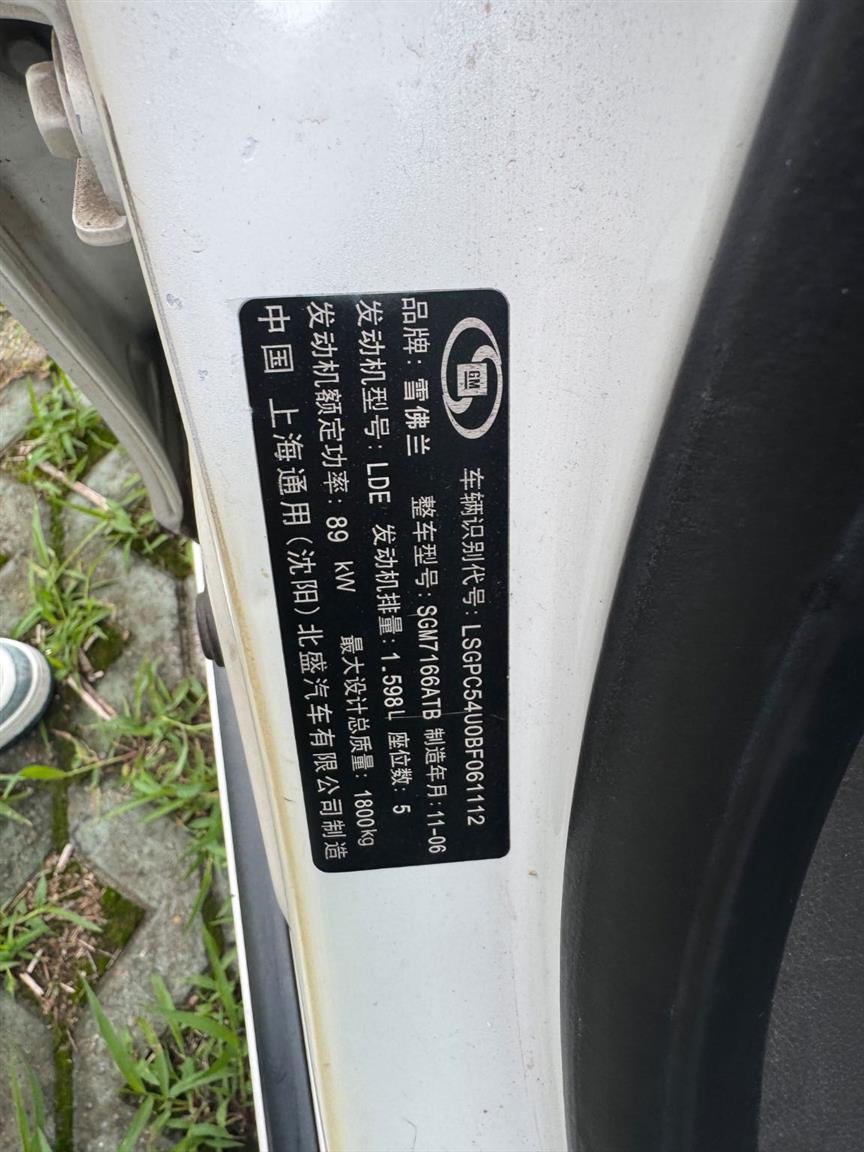 GM
车辆识别代号: LSGPC54U0BF061112
品牌: 雪佛兰 整车型号: SGM7166ATB 制造年月:11-06
发动机型号: LDE 发动机排量: 1.598L 座位数: 5
发动机额定功率: 89 kW 最大设计总质量: 1800kg
中国 上海通用(沈阳)北盛汽车有限公司制造